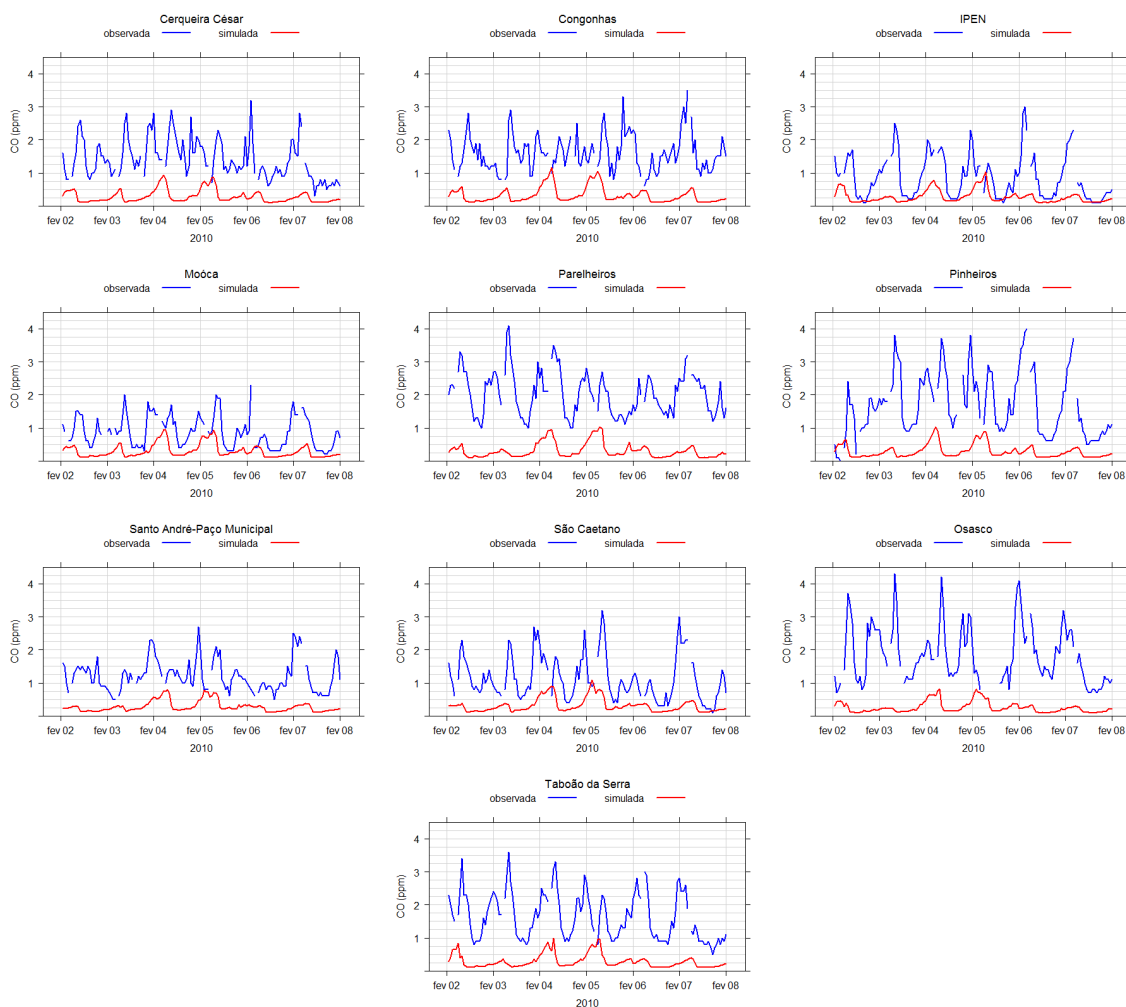 Cerqueira César
observada simulada
CO (ppm)
4
3
2
1
fev 02 fev 03 fev 04 fev 05 fev 06 fev 07 fev 08
2010
Congonhas
observada simulada
CO (ppm)
4
3
2
1
fev 02 fev 03 fev 04 fev 05 fev 06 fev 07 fev 08
2010
IPEN
observada simulada
CO (ppm)
4
3
2
1
fev 02 fev 03 fev 04 fev 05 fev 06 fev 07 fev 08
2010
Moóca
observada simulada
CO (ppm)
4
3
2
1
fev 02 fev 03 fev 04 fev 05 fev 06 fev 07 fev 08
2010
Parelheiros
observada simulada
CO (ppm)
4
3
2
1
fev 02 fev 03 fev 04 fev 05 fev 06 fev 07 fev 08
2010
Pinheiros
observada simulada
CO (ppm)
4
3
2
1
fev 02 fev 03 fev 04 fev 05 fev 06 fev 07 fev 08
2010
Santo André-Paço Municipal
observada simulada
CO (ppm)
4
3
2
1
fev 02 fev 03 fev 04 fev 05 fev 06 fev 07 fev 08
2010
São Caetano
observada simulada
CO (ppm)
4
3
2
1
fev 02 fev 03 fev 04 fev 05 fev 06 fev 07 fev 08
2010
Osasco
observada simulada
CO (ppm)
4
3
2
1
fev 02 fev 03 fev 04 fev 05 fev 06 fev 07 fev 08
2010
Taboão da Serra
observada simulada
CO (ppm)
4
3
2
1
fev 02 fev 03 fev 04 fev 05 fev 06 fev 07 fev 08
2010